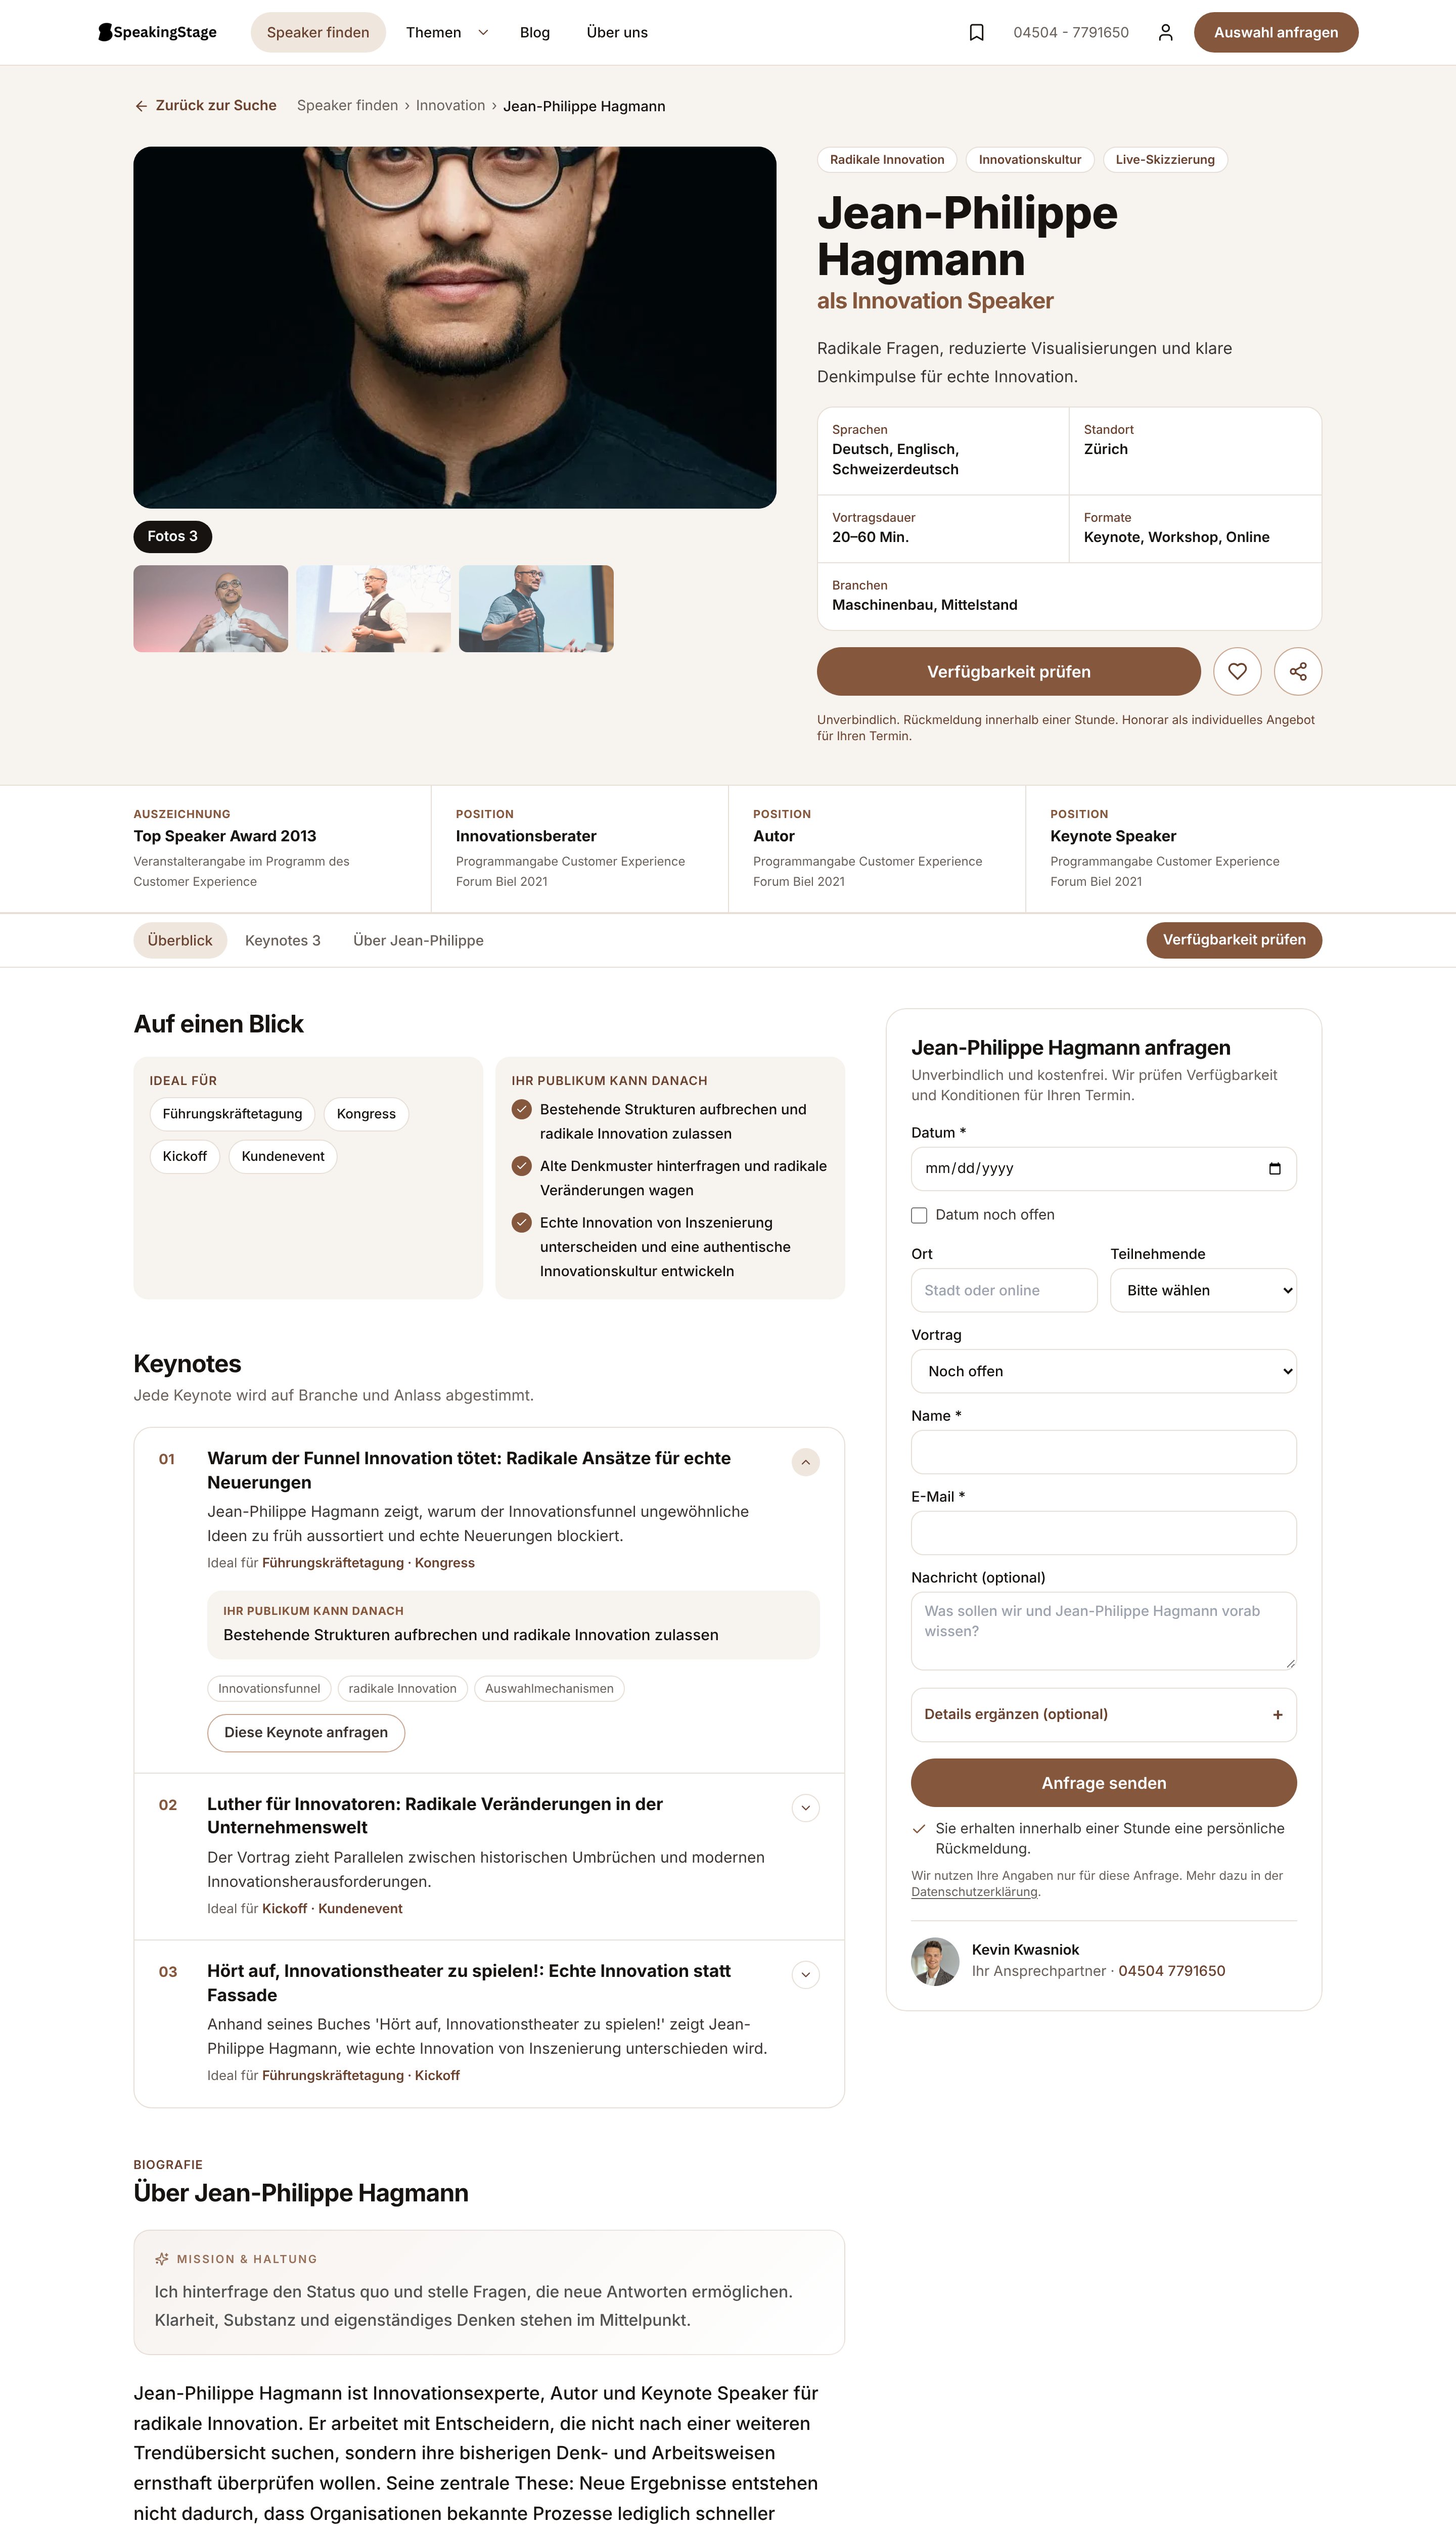 SpeakingStage
Speaker finden
Themen
Blog
Über uns
04504 - 7791650
Auswahl anfragen
Zurück zur Suche
Speaker finden › Innovation › Jean-Philippe Hagmann
Radikale Innovation
Innovationskultur
Live-Skizzierung
Jean-Philippe
Hagmann
als Innovation Speaker
Radikale Fragen, reduzierte Visualisierungen und klare
Denkimpulse für echte Innovation.
Sprachen
Deutsch, Englisch,
Schweizerdeutsch
Standort
Zürich
Vortragsdauer
20–60 Min.
Formate
Keynote, Workshop, Online
Branchen
Maschinenbau, Mittelstand
Fotos 3
Verfügbarkeit prüfen
Unverbindlich. Rückmeldung innerhalb einer Stunde. Honorar als individuelles Angebot
für Ihren Termin.
AUSZEICHNUNG
Top Speaker Award 2013
Veranstalterangabe im Programm des
Customer Experience
POSITION
Innovationsberater
Programmangabe Customer Experience
Forum Biel 2021
POSITION
Autor
Programmangabe Customer Experience
Forum Biel 2021
POSITION
Keynote Speaker
Programmangabe Customer Experience
Forum Biel 2021
Überblick
Keynotes 3
Über Jean-Philippe
Verfügbarkeit prüfen
Auf einen Blick
IDEAL FÜR
Führungskräftetagung
Kongress
Kickoff
Kundenevent
IHR PUBLIKUM KANN DANACH
Bestehende Strukturen aufbrechen und
radikale Innovation zulassen
Alte Denkmuster hinterfragen und radikale
Veränderungen wagen
Echte Innovation von Inszenierung
unterscheiden und eine authentische
Innovationskultur entwickeln
Keynotes
Jede Keynote wird auf Branche und Anlass abgestimmt.
01
Warum der Funnel Innovation tötet: Radikale Ansätze für echte
Neuerungen
Jean-Philippe Hagmann zeigt, warum der Innovationsfunnel ungewöhnliche
Ideen zu früh aussortiert und echte Neuerungen blockiert.
Ideal für Führungskräftetagung · Kongress
IHR PUBLIKUM KANN DANACH
Bestehende Strukturen aufbrechen und radikale Innovation zulassen
Innovationsfunnel
radikale Innovation
Auswahlmechanismen
Diese Keynote anfragen
02
Luther für Innovatoren: Radikale Veränderungen in der
Unternehmenswelt
Der Vortrag zieht Parallelen zwischen historischen Umbrüchen und modernen
Innovationsherausforderungen.
Ideal für Kickoff · Kundenevent
03
Hört auf, Innovationstheater zu spielen!: Echte Innovation statt
Fassade
Anhand seines Buches 'Hört auf, Innovationstheater zu spielen!' zeigt Jean-
Philippe Hagmann, wie echte Innovation von Inszenierung unterschieden wird.
Ideal für Führungskräftetagung · Kickoff
Jean-Philippe Hagmann anfragen
Unverbindlich und kostenfrei. Wir prüfen Verfügbarkeit
und Konditionen für Ihren Termin.
Datum *
mm/dd/yyyy
Datum noch offen
Ort
Stadt oder online
Teilnehmende
Bitte wählen
Vortrag
Noch offen
Name *
E-Mail *
Nachricht (optional)
Was sollen wir und Jean-Philippe Hagmann vorab
wissen?
Details ergänzen (optional) +
Anfrage senden
Sie erhalten innerhalb einer Stunde eine persönliche
Rückmeldung.
Wir nutzen Ihre Angaben nur für diese Anfrage. Mehr dazu in der
Datenschutzerklärung.
Kevin Kwasniok
Ihr Ansprechpartner · 04504 7791650
BIOGRAFIE
Über Jean-Philippe Hagmann
MISSION & HALTUNG
Ich hinterfrage den Status quo und stelle Fragen, die neue Antworten ermöglichen.
Klarheit, Substanz und eigenständiges Denken stehen im Mittelpunkt.
Jean-Philippe Hagmann ist Innovationsexperte, Autor und Keynote Speaker für
radikale Innovation. Er arbeitet mit Entscheidern, die nicht nach einer weiteren
Trendübersicht suchen, sondern ihre bisherigen Denk- und Arbeitsweisen
ernsthaft überprüfen wollen. Seine zentrale These: Neue Ergebnisse entstehen
nicht dadurch, dass Organisationen bekannte Prozesse lediglich schneller